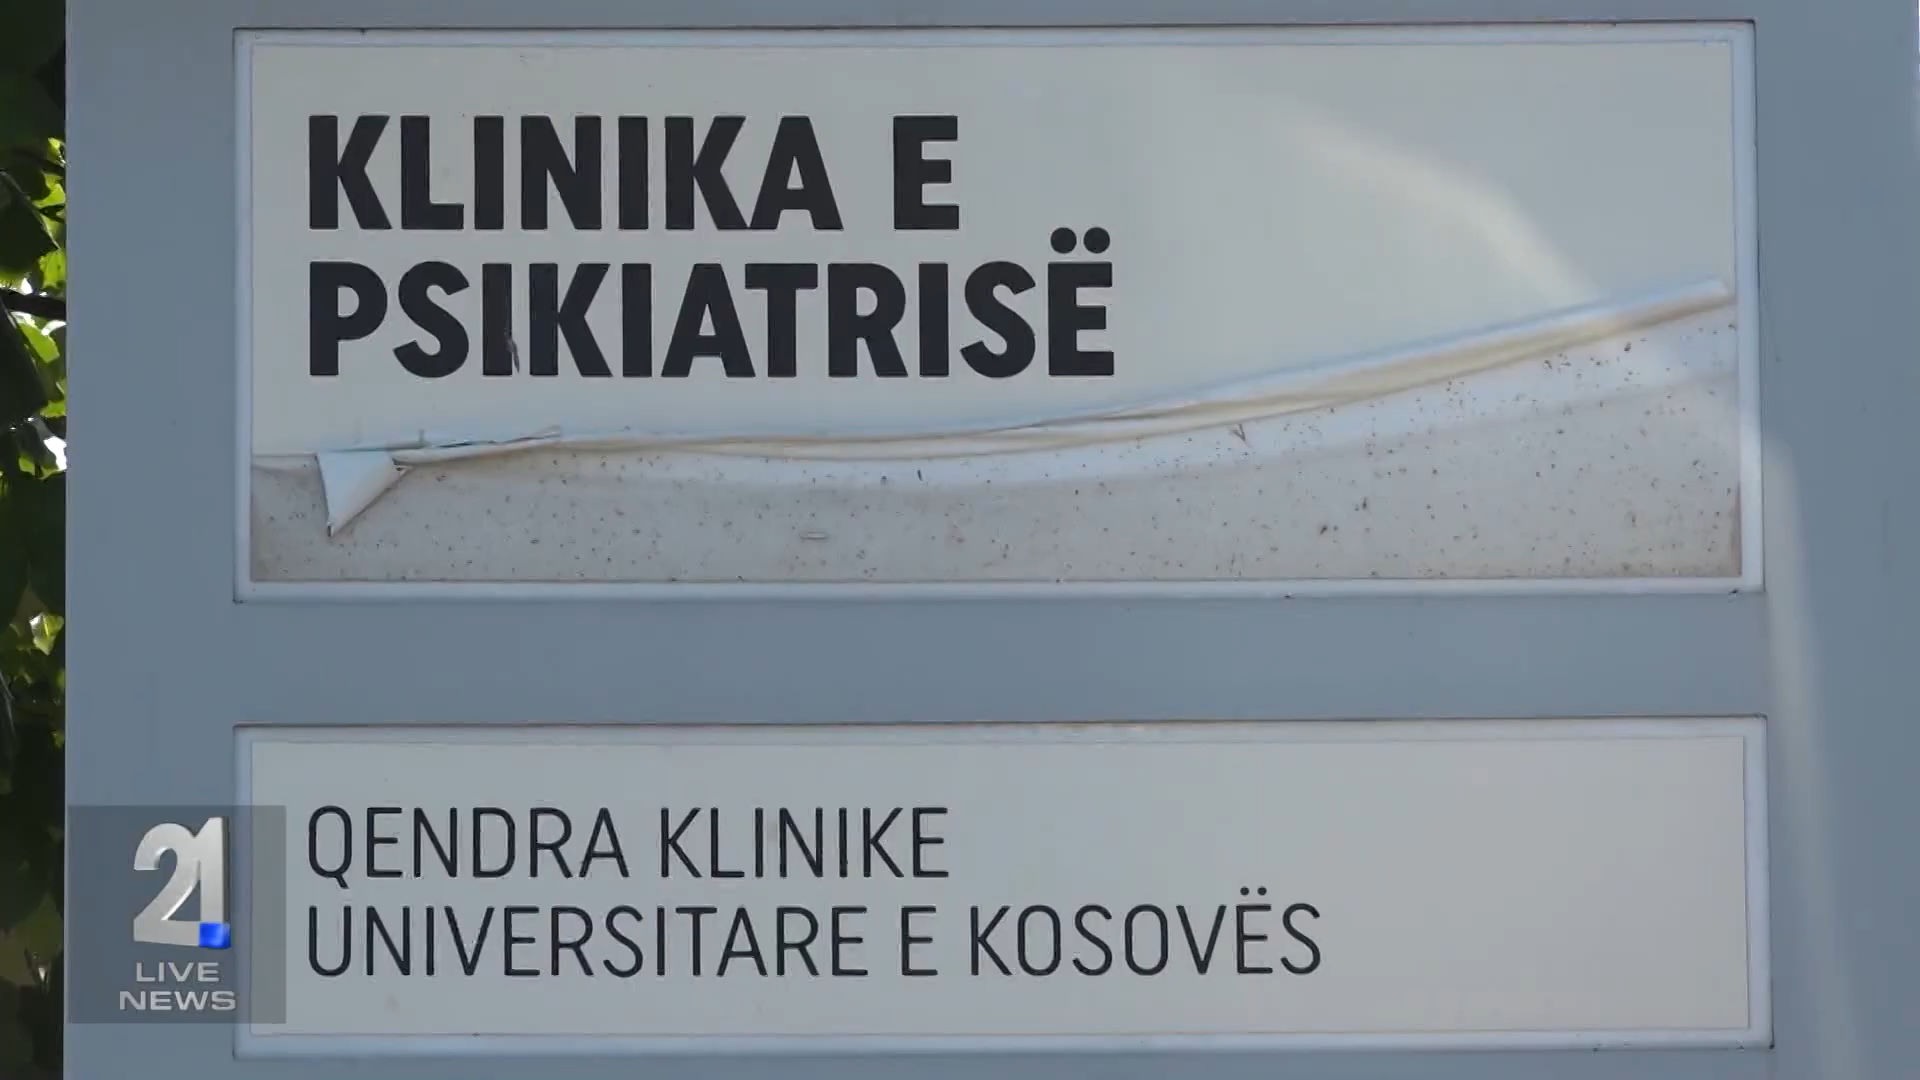 KLINIKA E
PSIKIATRISË
QENDRA KLINIKE
UNIVERSITARE E KOSOVËS
21
LIVE
NEWS